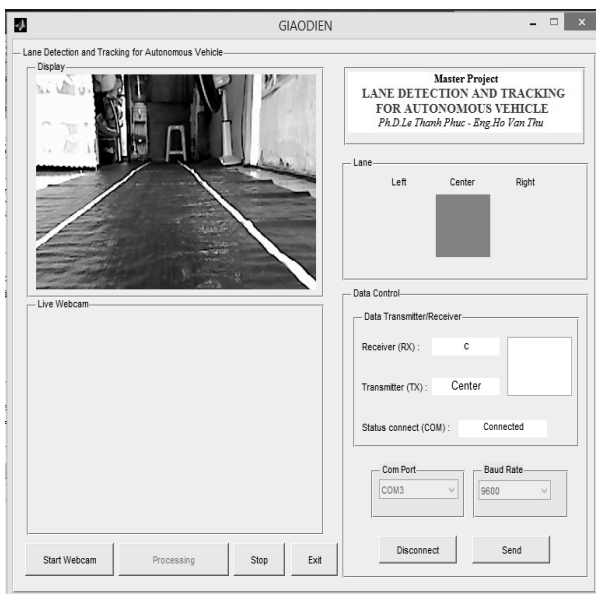 GIAODIEN
Lane Detection and Tracking for Autonomous Vehicle
Display
Master Project
LANE DETECTION AND TRACKING
FOR AUTONOMOUS VEHICLE
Ph.D.Le Thanh Phuc - Eng.Ho Van Thu
Lane
Left Center Right
Live Webcam
Data Control
Data Transmitter/Receiver
Receiver (RX) : c
Transmitter (TX) : Center
Status connect (COM) : Connected
Com Port Baud Rate
COM3 9600
Disconnect Send
Start Webcam Processing Stop Exit